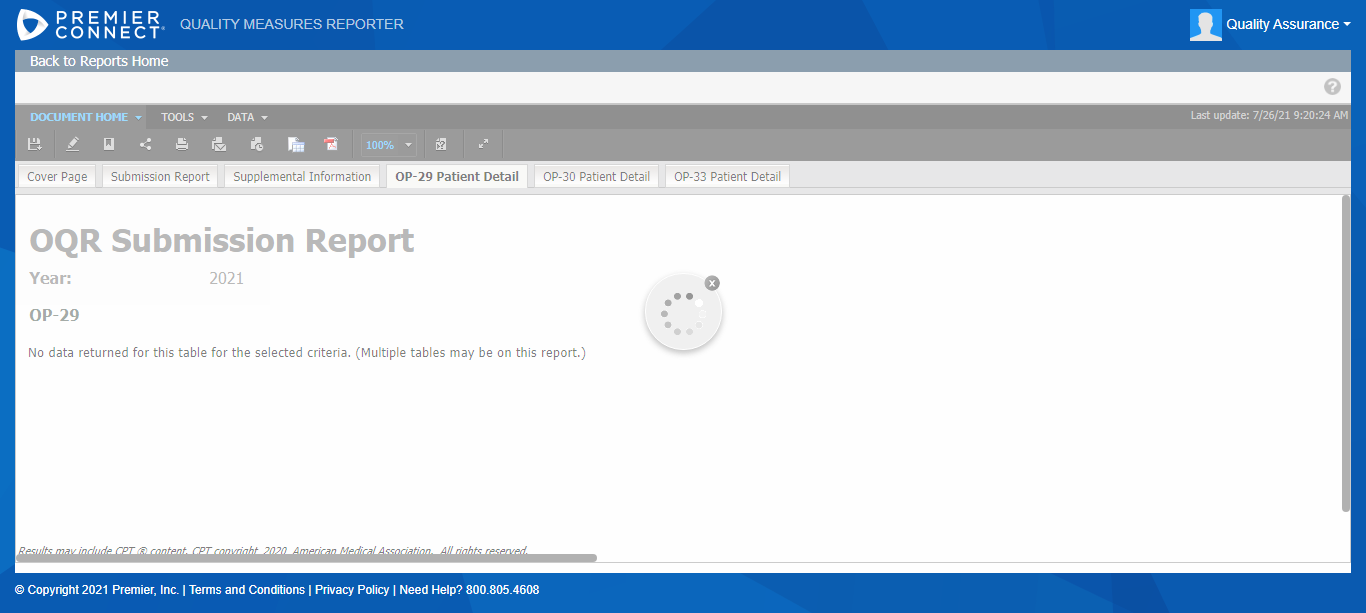 PREMIER CONNECT QUALITY MEASURES REPORTER Quality Assurance
Back to Reports Home
?
DOCUMENT HOME TOOLS DATA Last update: 7/26/21 9:20:24 AM
100%
Cover Page Submission Report Supplemental Information OP-29 Patient Detail OP-30 Patient Detail OP-33 Patient Detail
OQR Submission Report
Year: 2021
x
OP-29
No data returned for this table for the selected criteria. (Multiple tables may be on this report.)
Results may include CPT ® content. CPT copyright 2020 American Medical Association. All rights reserved.
© Copyright 2021 Premier, Inc. | Terms and Conditions | Privacy Policy | Need Help? 800.805.4608